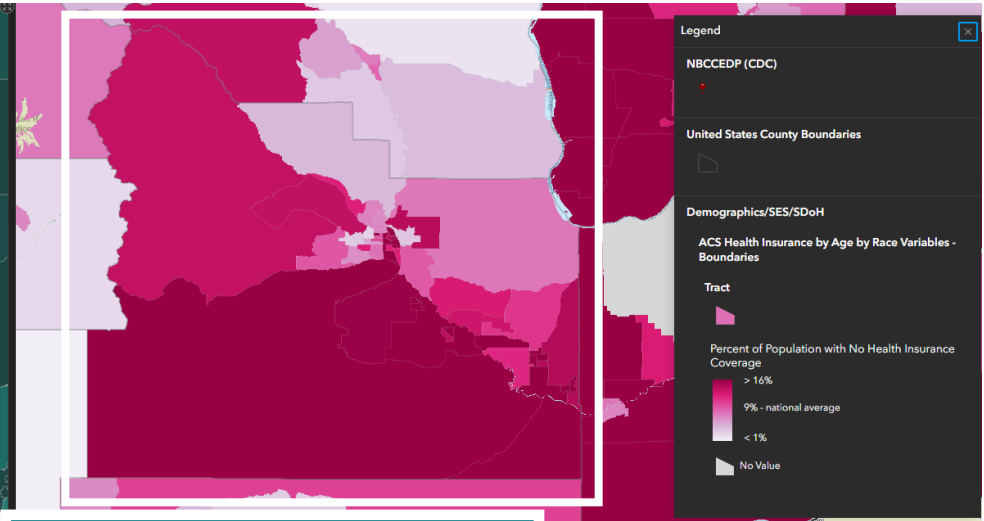 Legend
NBCCEDP (CDC)
United States County Boundaries
Demographics/SES/SDoH
ACS Health Insurance by Age by Race Variables -
Boundaries
Tract
Percent of Population with No Health Insurance
Coverage
> 16%
9% - national average
< 1%
No Value